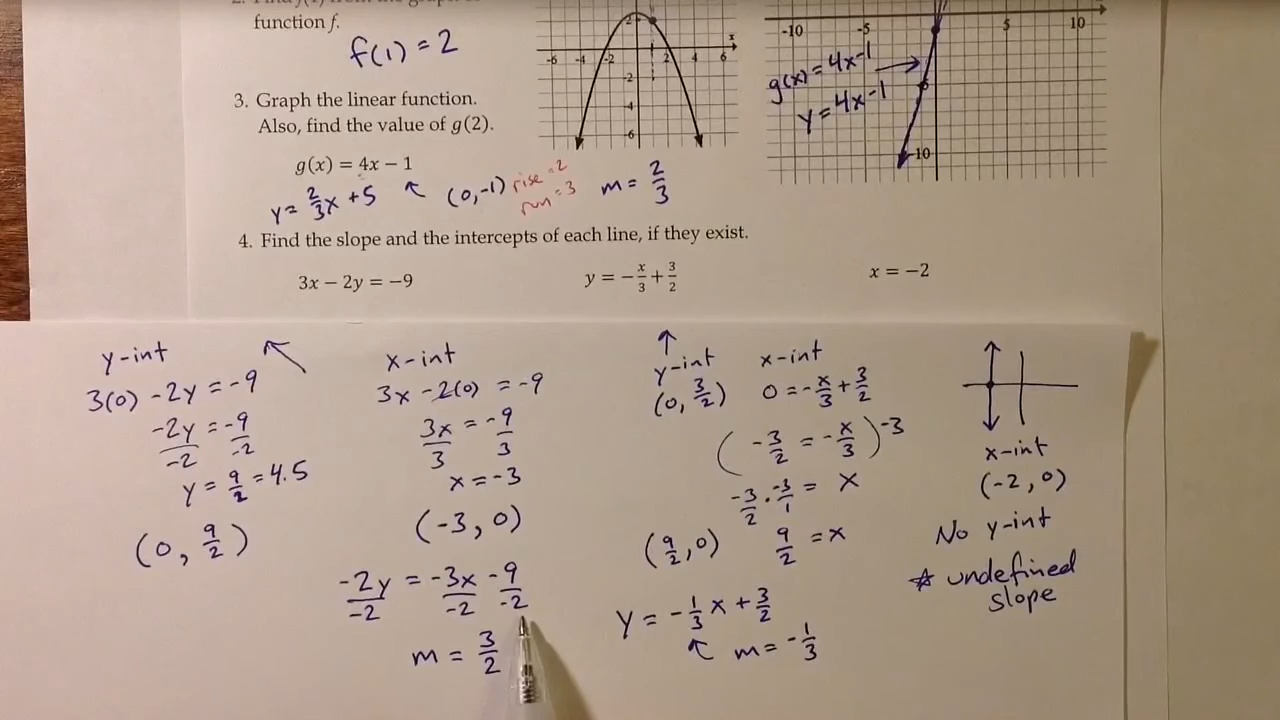 function f.
f(1) = 2
3. Graph the linear function.
Also, find the value of g(2).
g(x) = 4x − 1
y = 2/3 x + 5
(0, -1)
rise = 2
run = 3
m = 2/3
-6 -4 -2 2 4 6 x
2
-2
-4
-6
-10 -5 5 10
-10
g(x) = 4x-1
y = 4x-1
4. Find the slope and the intercepts of each line, if they exist.
3x − 2y = −9
y = −x/3 + 3/2
x = −2
y-int
3(0) -2y = -9
-2y/-2 = -9/-2
y = 9/2 = 4.5
(0, 9/2)
x-int
3x -2(0) = -9
3x/3 = -9/3
x = -3
(-3, 0)
-2y/-2 = -3x/-2 -9/-2
m = 3/2
y-int
(0, 3/2)
x-int
0 = -x/3 + 3/2
( -3/2 = -x/3 ) -3
-3/2 · -3/1 = x
9/2 = x
(9/2, 0)
y = -1/3 x + 3/2
m = -1/3
x-int
(-2, 0)
No y-int
* undefined
slope